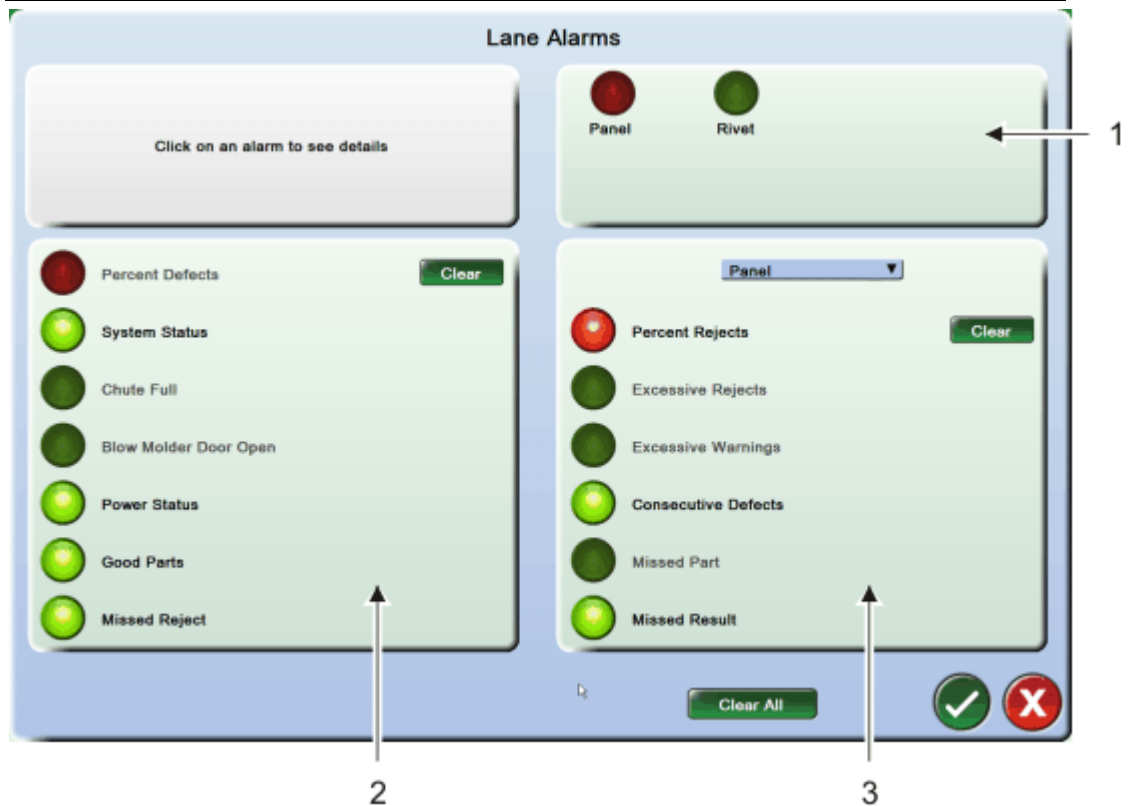 Lane Alarms
Click on an alarm to see details
Panel
Rivet
1
Percent Defects
Clear
System Status
Chute Full
Blow Molder Door Open
Power Status
Good Parts
Missed Reject
Panel
Percent Rejects
Clear
Excessive Rejects
Excessive Warnings
Consecutive Defects
Missed Part
Missed Result
Clear All
2
3